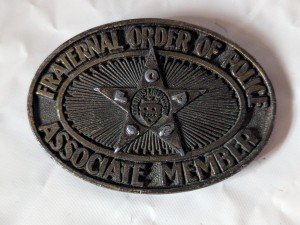 FRATERNAL ORDER OF POLICE
ASSOCIATE MEMBER